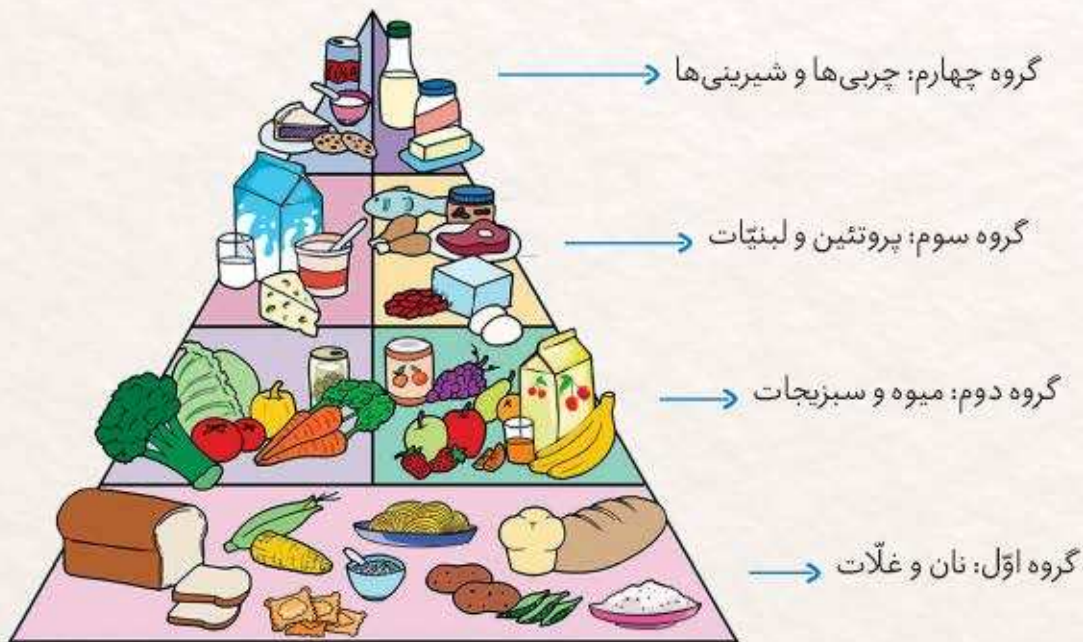 گروه چهارم: چربی‌ها و شیرینی‌ها
گروه سوم: پروتئین و لبنیّات
گروه دوم: میوه و سبزیجات
گروه اوّل: نان و غلّات